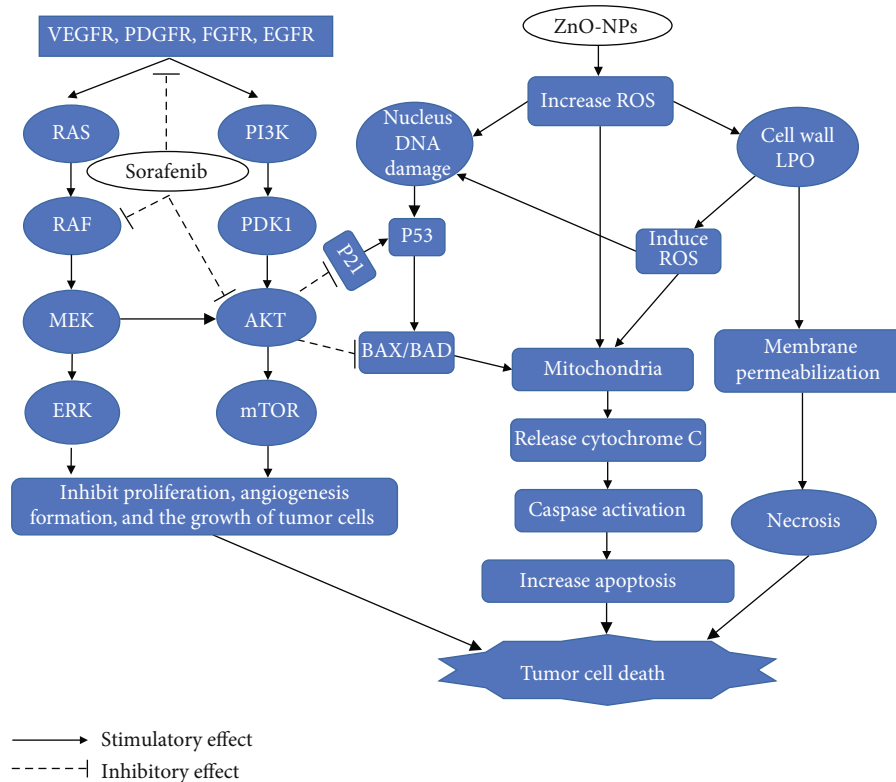 VEGFR, PDGFR, FGFR, EGFR
ZnO-NPs
Increase ROS
RAS
PI3K
Nucleus
DNA
damage
Cell wall
LPO
Sorafenib
RAF
PDK1
P21
P53
Induce
ROS
MEK
AKT
BAX/BAD
Mitochondria
Membrane
permeabilization
ERK
mTOR
Release cytochrome C
Inhibit proliferation, angiogenesis
formation, and the growth of tumor cells
Caspase activation
Necrosis
Increase apoptosis
Tumor cell death
Stimulatory effect
Inhibitory effect